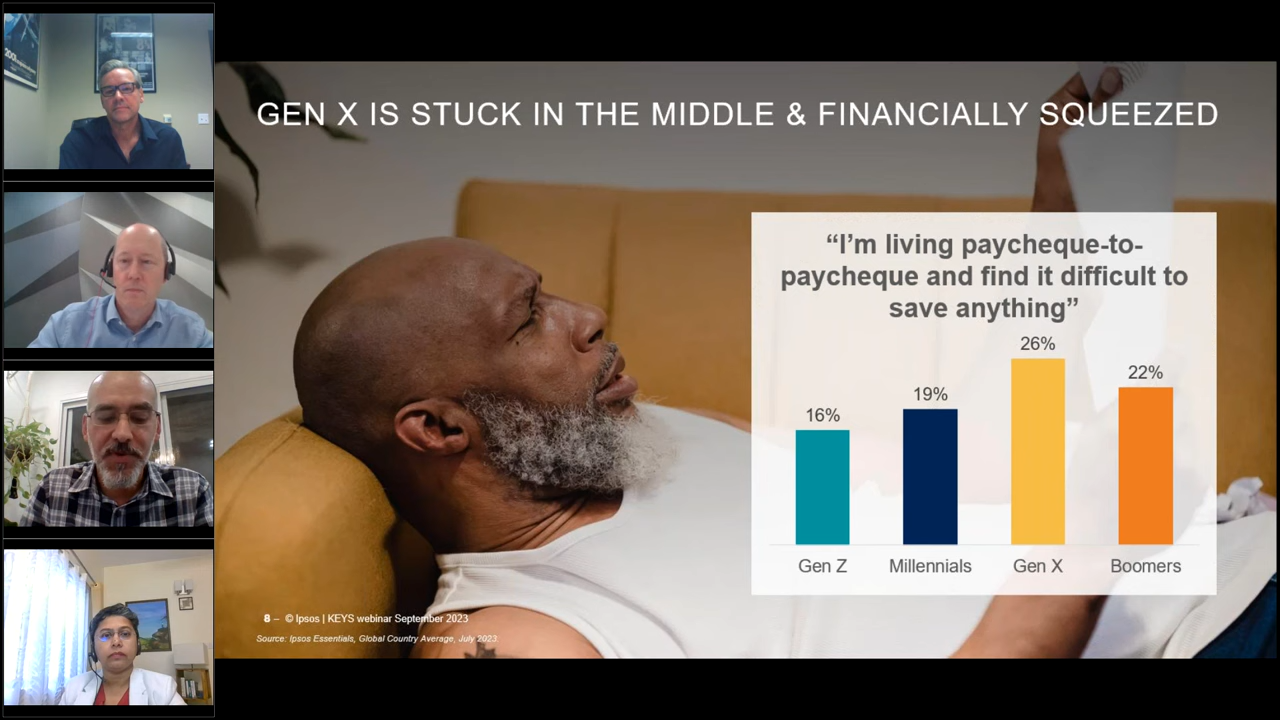 GEN X IS STUCK IN THE MIDDLE & FINANCIALLY SQUEEZED
“I’m living paycheque-to-
paycheque and find it difficult to
save anything”
16%
19%
26%
22%
Gen Z
Millennials
Gen X
Boomers
8 – © Ipsos | KEYS webinar September 2023
Source: Ipsos Essentials, Global Country Average, July 2023.